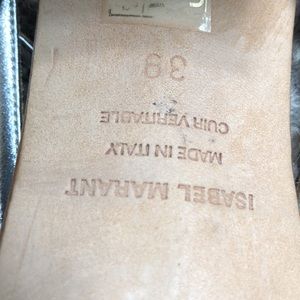 ISABEL MARANT
MADE IN ITALY
CUIR VERITABLE
39